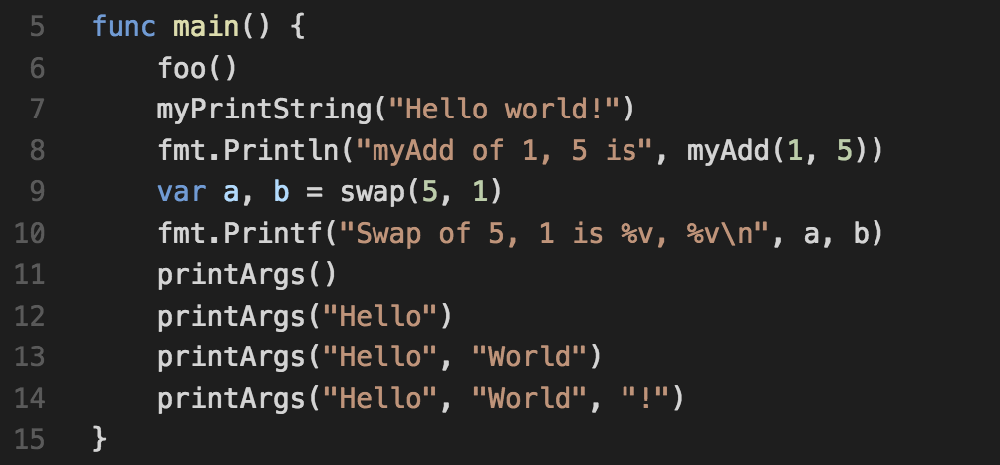 5 func main() {
6 foo()
7 myPrintString("Hello world!")
8 fmt.Println("myAdd of 1, 5 is", myAdd(1, 5))
9 var a, b = swap(5, 1)
10 fmt.Printf("Swap of 5, 1 is %v, %v\n", a, b)
11 printArgs()
12 printArgs("Hello")
13 printArgs("Hello", "World")
14 printArgs("Hello", "World", "!")
15 }